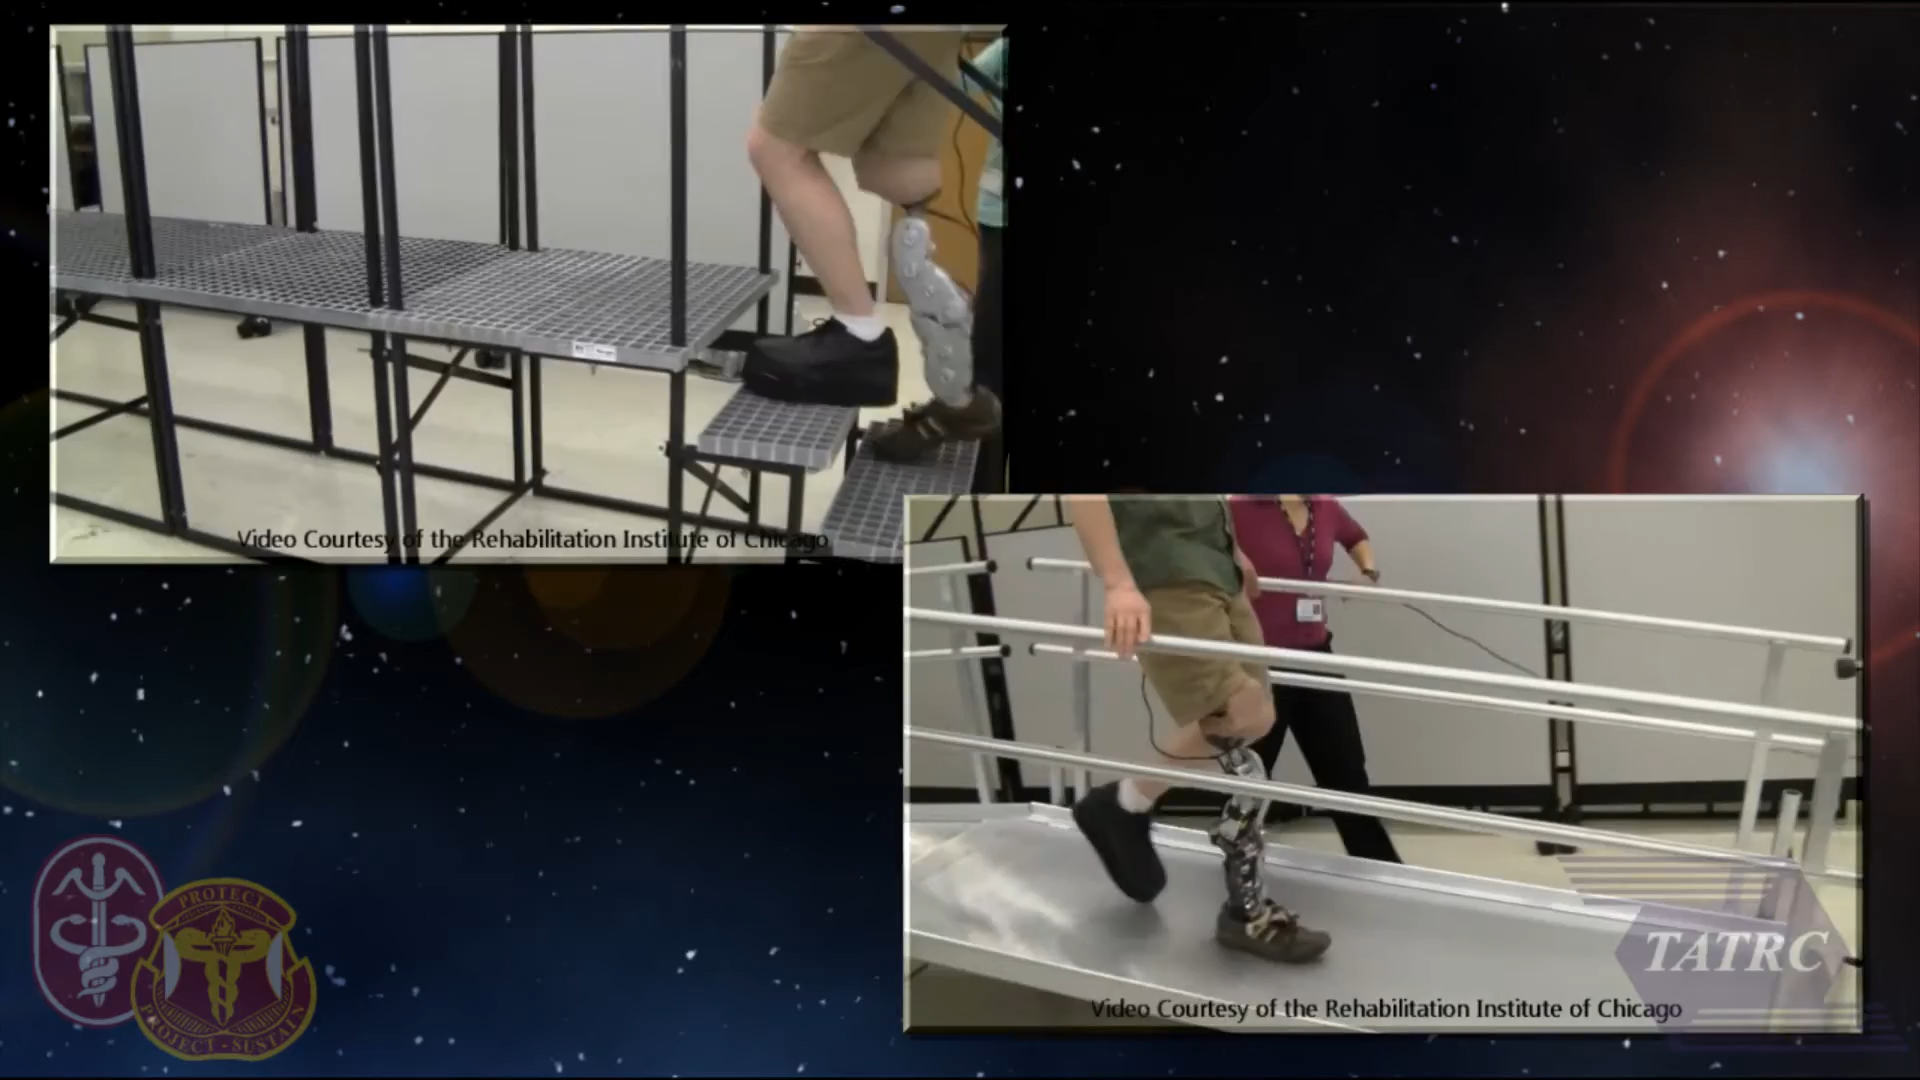 Video Courtesy of the Rehabilitation Institute of Chicago
Video Courtesy of the Rehabilitation Institute of Chicago
TATRC
PROTECT
PROJECT - SUSTAIN